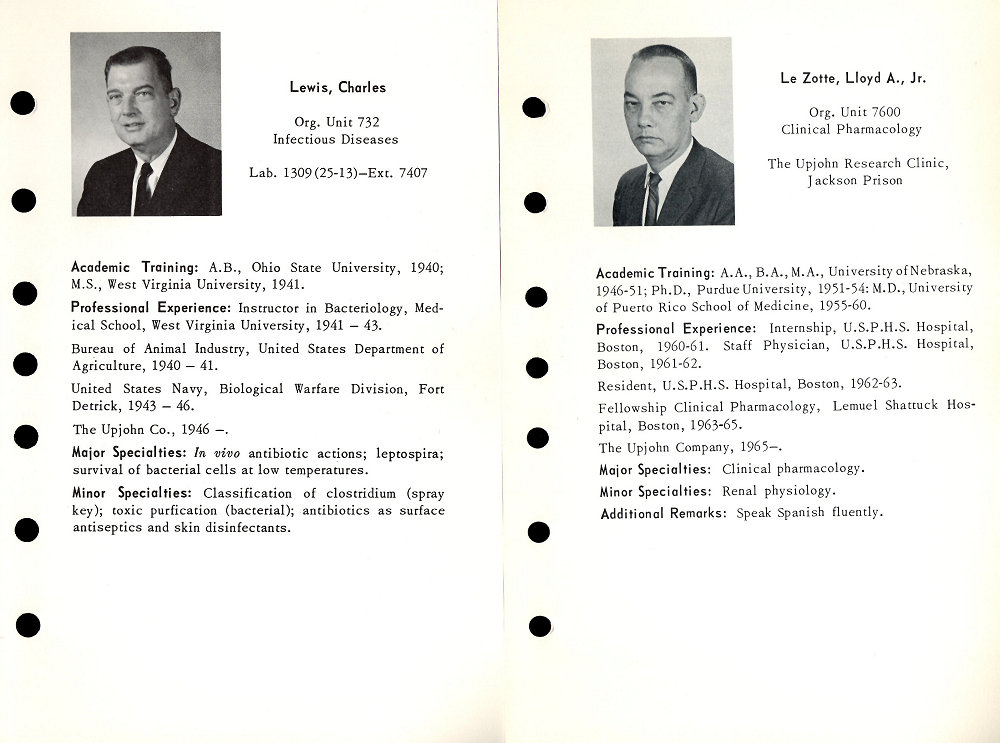 Lewis, Charles
Org. Unit 732
Infectious Diseases
Lab. 1309(25-13)—Ext. 7407
Academic Training: A.B., Ohio State University, 1940;
M.S., West Virginia University, 1941.
Professional Experience: Instructor in Bacteriology, Med-
ical School, West Virginia University, 1941 – 43.
Bureau of Animal Industry, United States Department of
Agriculture, 1940 – 41.
United States Navy, Biological Warfare Division, Fort
Detrick, 1943 – 46.
The Upjohn Co., 1946 –.
Major Specialties: In vivo antibiotic actions; leptospira;
survival of bacterial cells at low temperatures.
Minor Specialties: Classification of clostridium (spray
key); toxic purfication (bacterial); antibiotics as surface
antiseptics and skin disinfectants.
Le Zotte, Lloyd A., Jr.
Org. Unit 7600
Clinical Pharmacology
The Upjohn Research Clinic,
Jackson Prison
Academic Training: A.A., B.A., M.A., University of Nebraska,
1946-51; Ph.D., Purdue University, 1951-54: M.D., University
of Puerto Rico School of Medicine, 1955-60.
Professional Experience: Internship, U.S.P.H.S. Hospital,
Boston, 1960-61. Staff Physician, U.S.P.H.S. Hospital,
Boston, 1961-62.
Resident, U.S.P.H.S. Hospital, Boston, 1962-63.
Fellowship Clinical Pharmacology, Lemuel Shattuck Hos-
pital, Boston, 1963-65.
The Upjohn Company, 1965–.
Major Specialties: Clinical pharmacology.
Minor Specialties: Renal physiology.
Additional Remarks: Speak Spanish fluently.